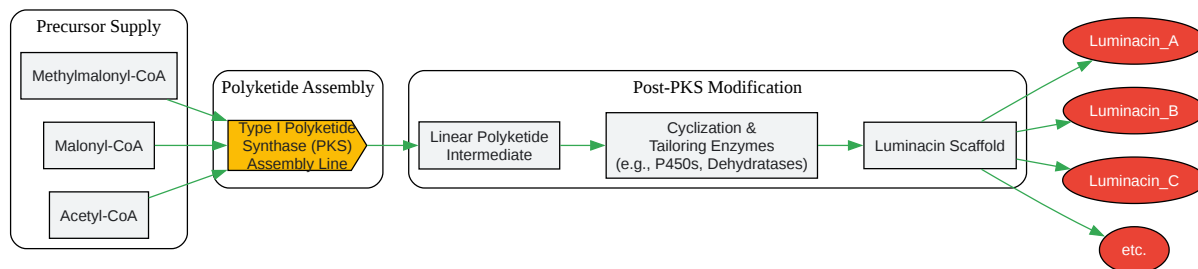 Precursor Supply
Methylmalonyl-CoA
Malonyl-CoA
Acetyl-CoA
Polyketide Assembly
Type I Polyketide
Synthase (PKS)
Assembly Line
Post-PKS Modification
Linear Polyketide
Intermediate
Cyclization &
Tailoring Enzymes
(e.g., P450s, Dehydratases)
Luminacin Scaffold
Luminacin_A
Luminacin_B
Luminacin_C
etc.